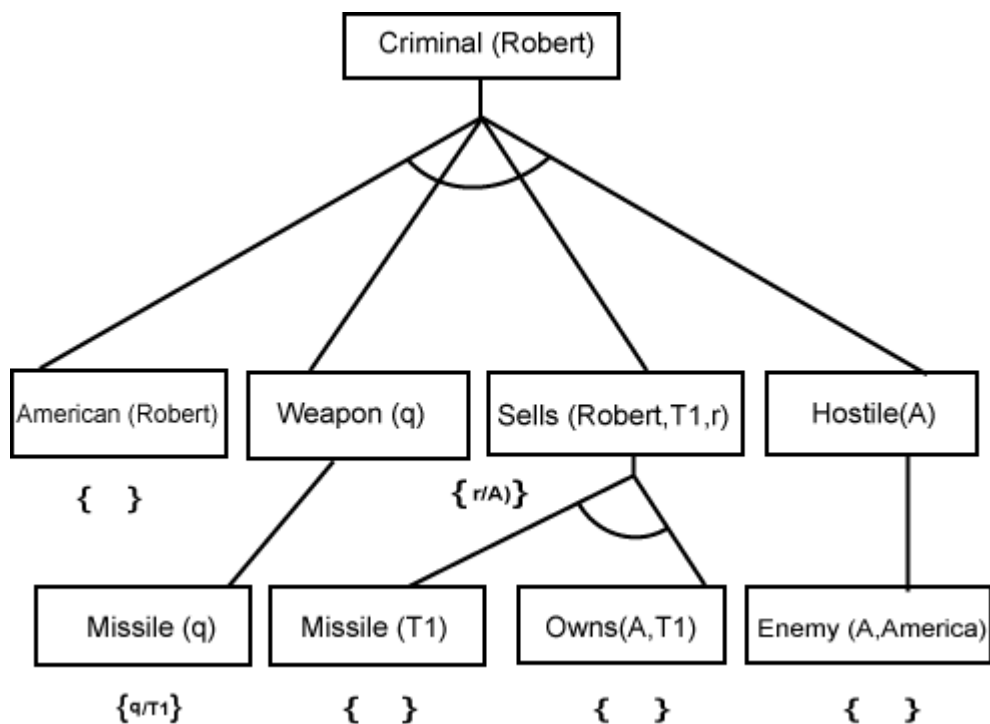 Criminal (Robert)
American (Robert)
Weapon (q)
Sells (Robert,T1,r)
Hostile(A)
{ }
{ r/A)}
Missile (q)
Missile (T1)
Owns(A,T1)
Enemy (A,America)
{q/T1}
{ }
{ }
{ }